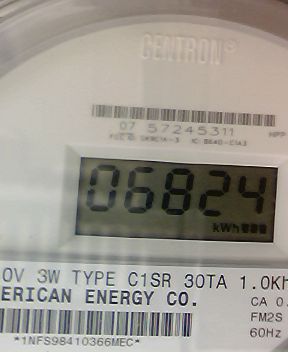 CENTRON®
07 57245311
06824
kWh
0V 3W TYPE C1SR 30TA 1.0Kh
ERICAN ENERGY CO.
CA 0.
FM2S
60Hz
*1NFS98410366MEC*